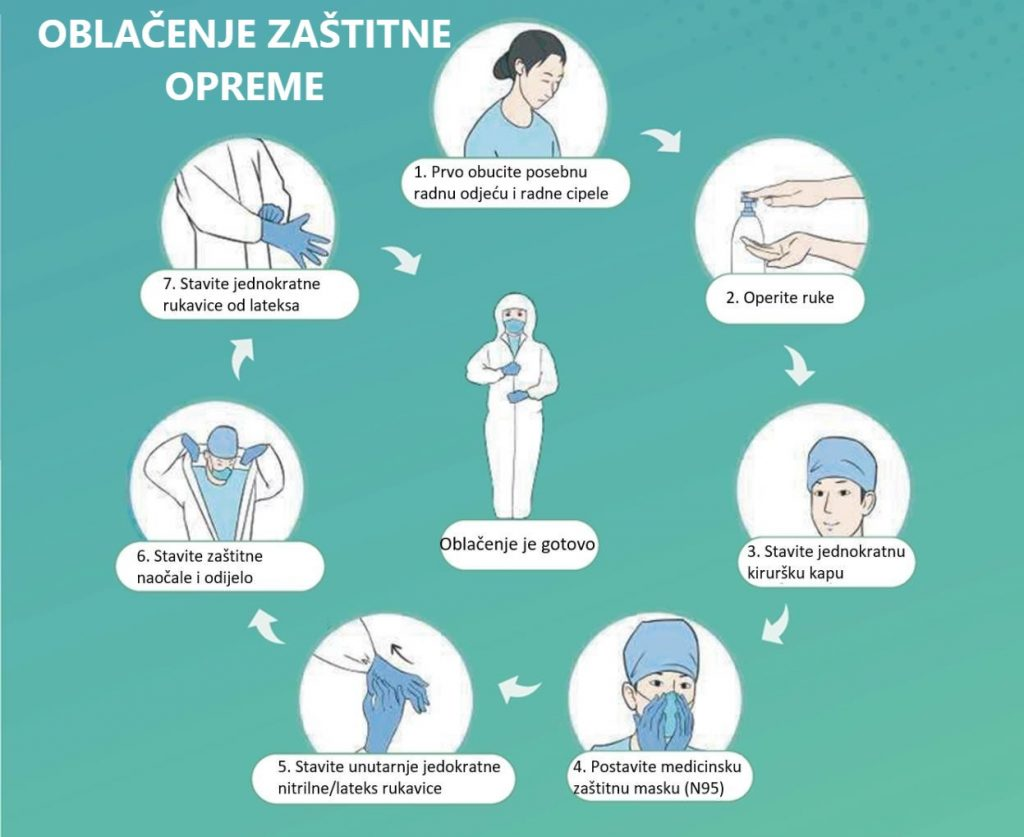 OBLAČENJE ZAŠTITNE
OPREME
1. Prvo obucite posebnu
radnu odjeću i radne cipele
2. Operite ruke
3. Stavite jednokratnu
kiruršku kapu
4. Postavite medicinsku
zaštitnu masku (N95)
5. Stavite unutarnje jedokratne
nitrilne/lateks rukavice
6. Stavite zaštitne
naočale i odijelo
7. Stavite jednokratne
rukavice od lateksa
Oblačenje je gotovo